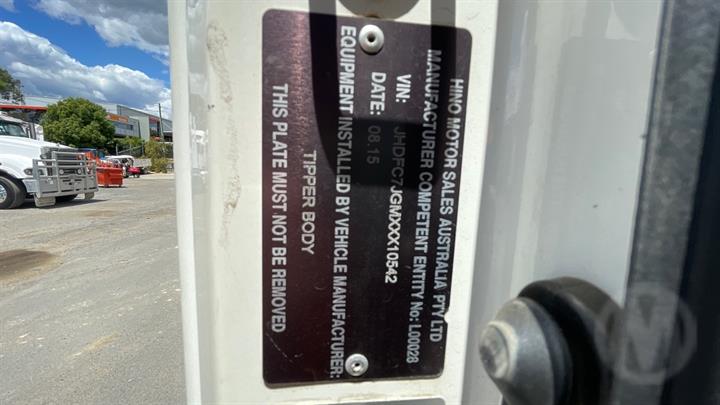 HINO MOTOR SALES AUSTRALIA PTY LTD
MANUFACTURER COMPETENT ENTITY No: L00028
VIN: JHDFC7JGMXXX10542
DATE: 08.15
EQUIPMENT INSTALLED BY VEHICLE MANUFACTURER:
TIPPER BODY
THIS PLATE MUST NOT BE REMOVED